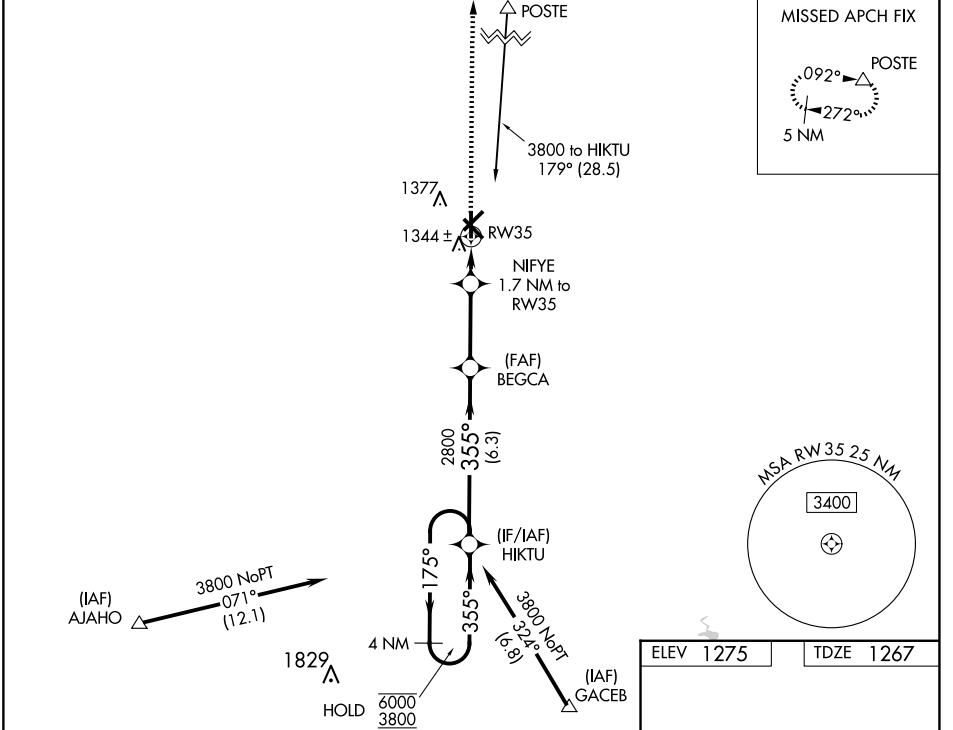 POSTE
MISSED APCH FIX
POSTE
092°
272°
5 NM
3800 to HIKTU
179° (28.5)
1377
1344 ±
RW35
NIFYE
1.7 NM to
RW35
(FAF)
BEGCA
2800
355°
(6.3)
MSA RW35 25 NM
3400
(IF/IAF)
HIKTU
175°
355°
3800 NoPT
071°
(12.1)
(IAF)
AJAHO
3800 NoPT
324°
(6.8)
4 NM
1829
HOLD
6000
3800
(IAF)
GACEB
ELEV 1275
TDZE 1267